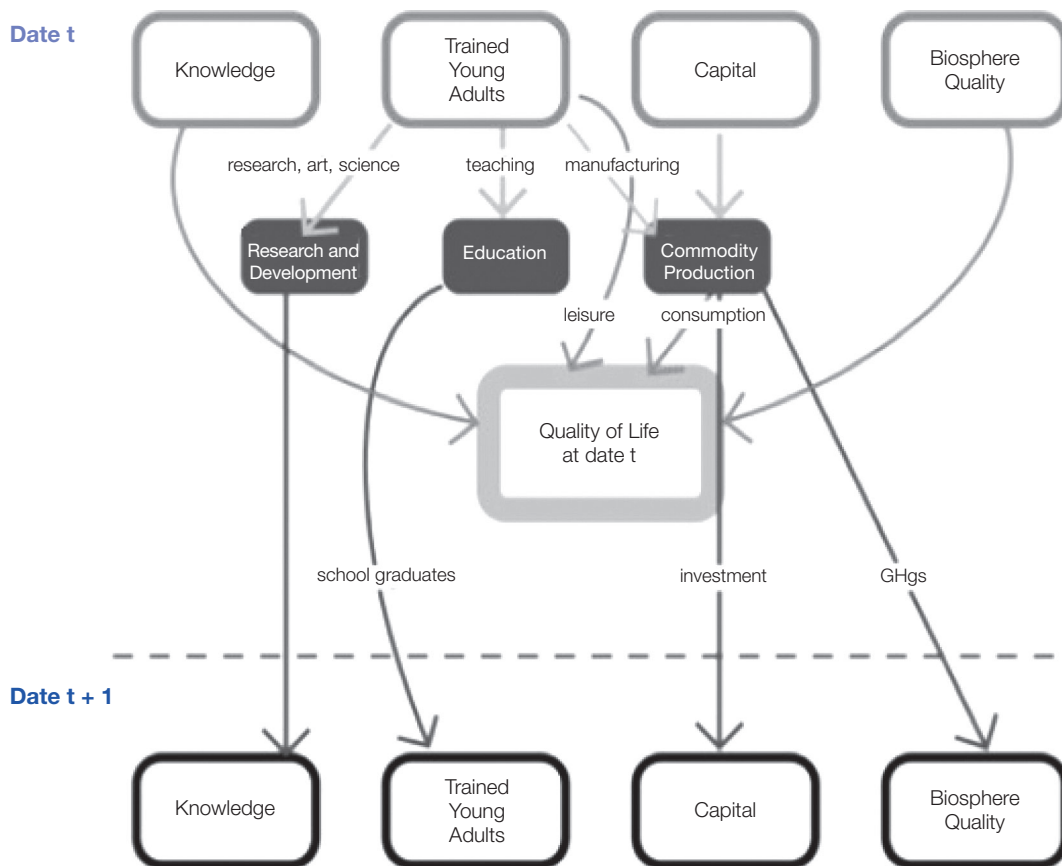 Date t
Knowledge
Trained
Young
Adults
Capital
Biosphere
Quality
research, art, science
teaching
manufacturing
Research and
Development
Education
Commodity
Production
leisure
consumption
Quality of Life
at date t
school graduates
investment
GHgs
Date t + 1
Knowledge
Trained
Young
Adults
Capital
Biosphere
Quality